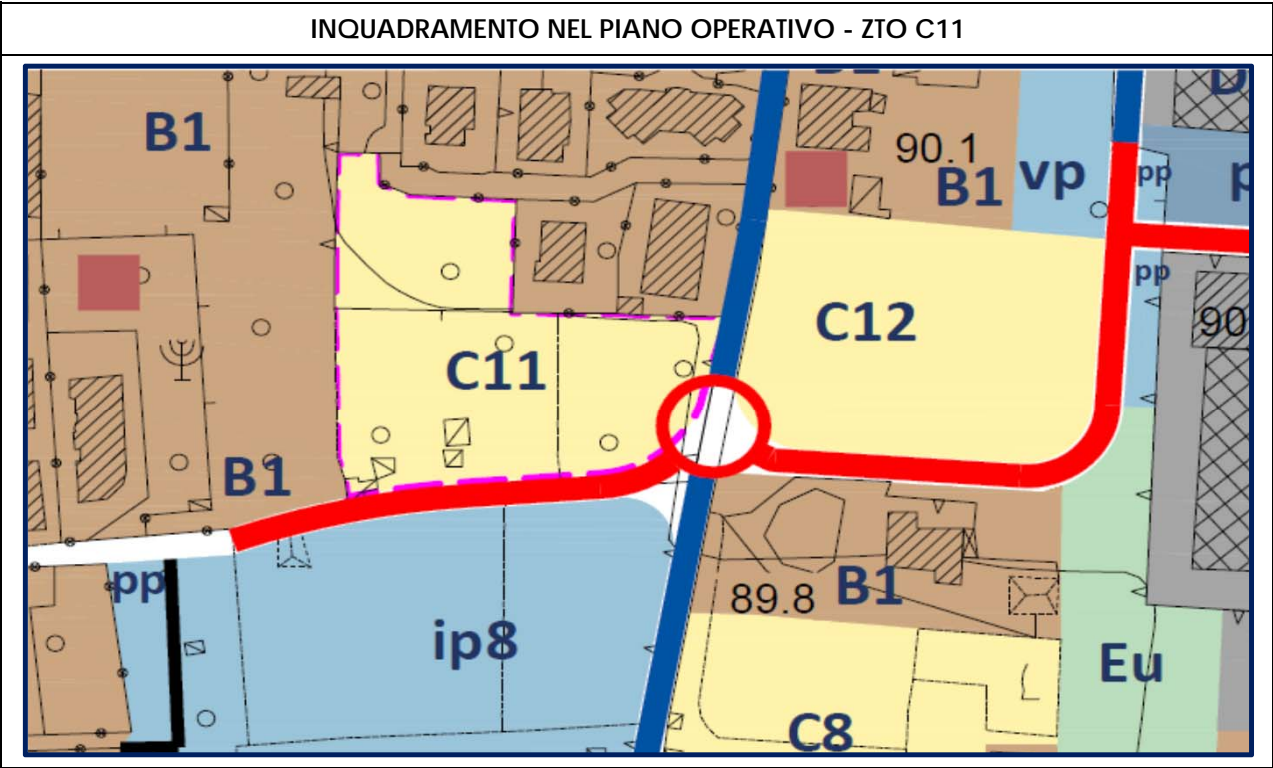 INQUADRAMENTO NEL PIANO OPERATIVO - ZTO C11
B1
90.1
B1
vp
pp
pp
C12
90
C11
B1
pp
ip8
89.8
B1
Eu
C8